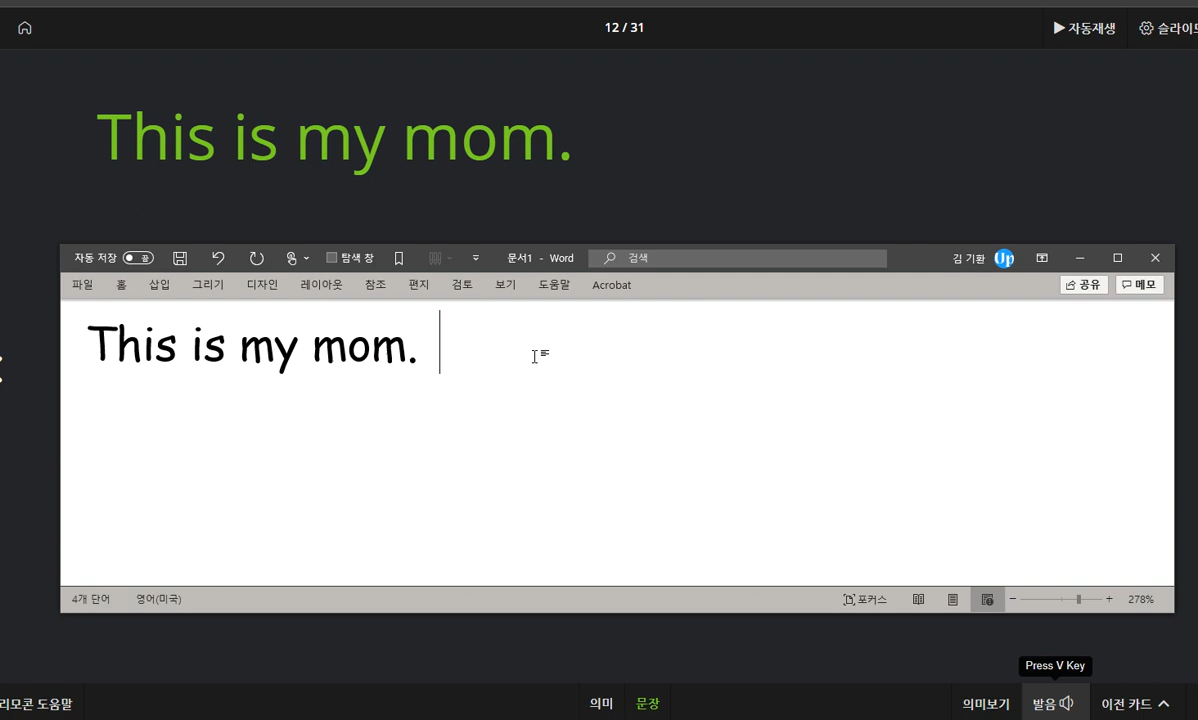 12 / 31
▶ 자동재생
슬라이드
This is my mom.
자동 저장 끔
탐색 창
문서1 - Word
검색
김 기환
Up
파일 홈 삽입 그리기 디자인 레이아웃 참조 편지 검토 보기 도움말 Acrobat
공유
메모
This is my mom.
4개 단어 영어(미국)
포커스
- + 278%
Press V Key
리모콘 도움말
의미 문장
의미보기 발음 이전 카드